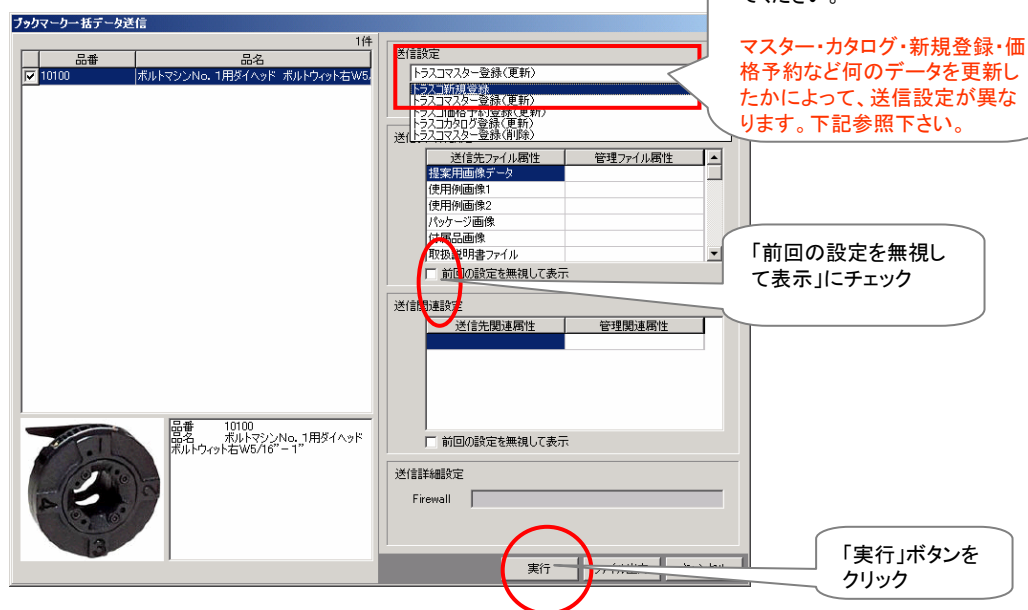 てください。
マスター・カタログ・新規登録・価
格予約など何のデータを更新し
たかによって、送信設定が異な
ります。下記参照下さい。
ブックマーク一括データ送信
1件
品番 品名
10100 ボルトマシンNo. 1用ダイヘッド ボルトウィット右W5
送信設定
トラスコマスター登録(更新)
トラスコ新規登録
トラスコマスター登録(更新)
トラスコ価格予約登録(更新)
トラスコカタログ登録(更新)
トラスコマスター登録(削除)
送信先ファイル属性 管理ファイル属性
提案用画像データ
使用例画像1
使用例画像2
パッケージ画像
付属品画像
取扱説明書ファイル
前回の設定を無視して表示
「前回の設定を無視し
て表示」にチェック
送信関連設定
送信先関連属性 管理関連属性
前回の設定を無視して表示
品番 10100
品名 ボルトマシンNo. 1用ダイヘッド
ボルトウィット右W5/16"－1"
送信詳細設定
Firewall
実行
「実行」ボタンを
クリック